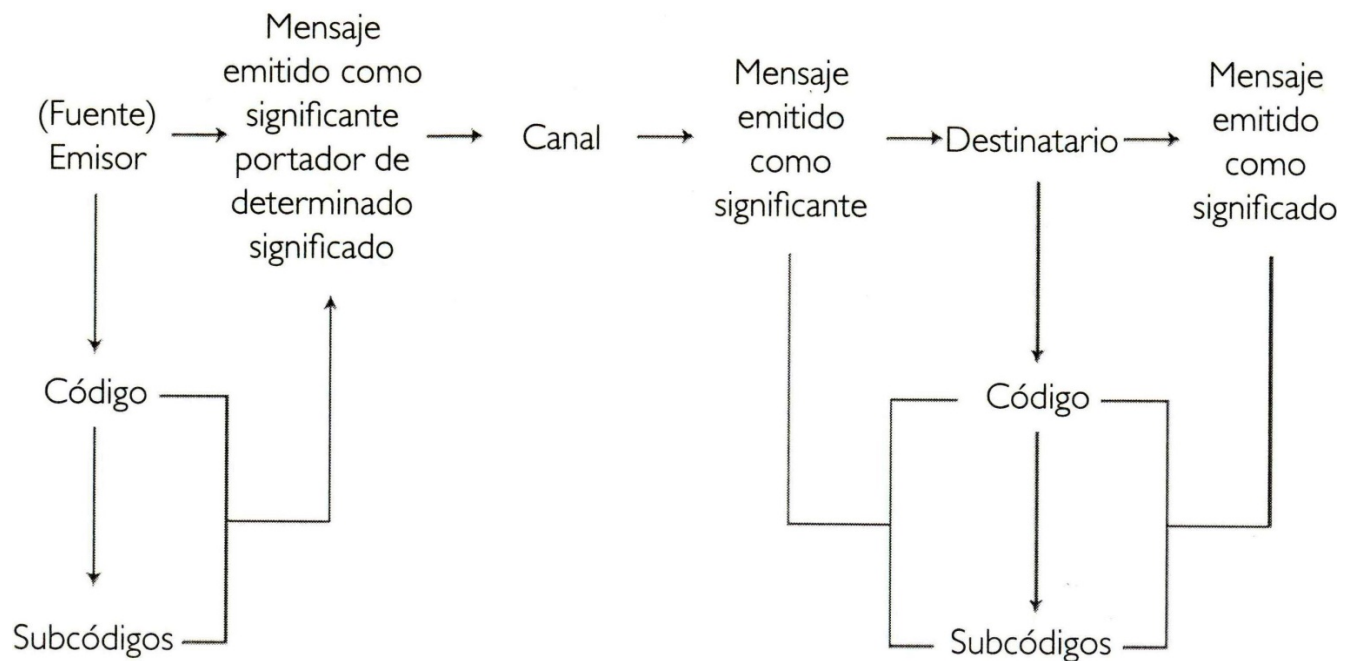 (Fuente)
Emisor
Mensaje
emitido como
significante
portador de
determinado
significado
Canal
Mensaje
emitido
como
significante
Destinatario
Mensaje
emitido
como
significado
Código
Subcódigos
Código
Subcódigos